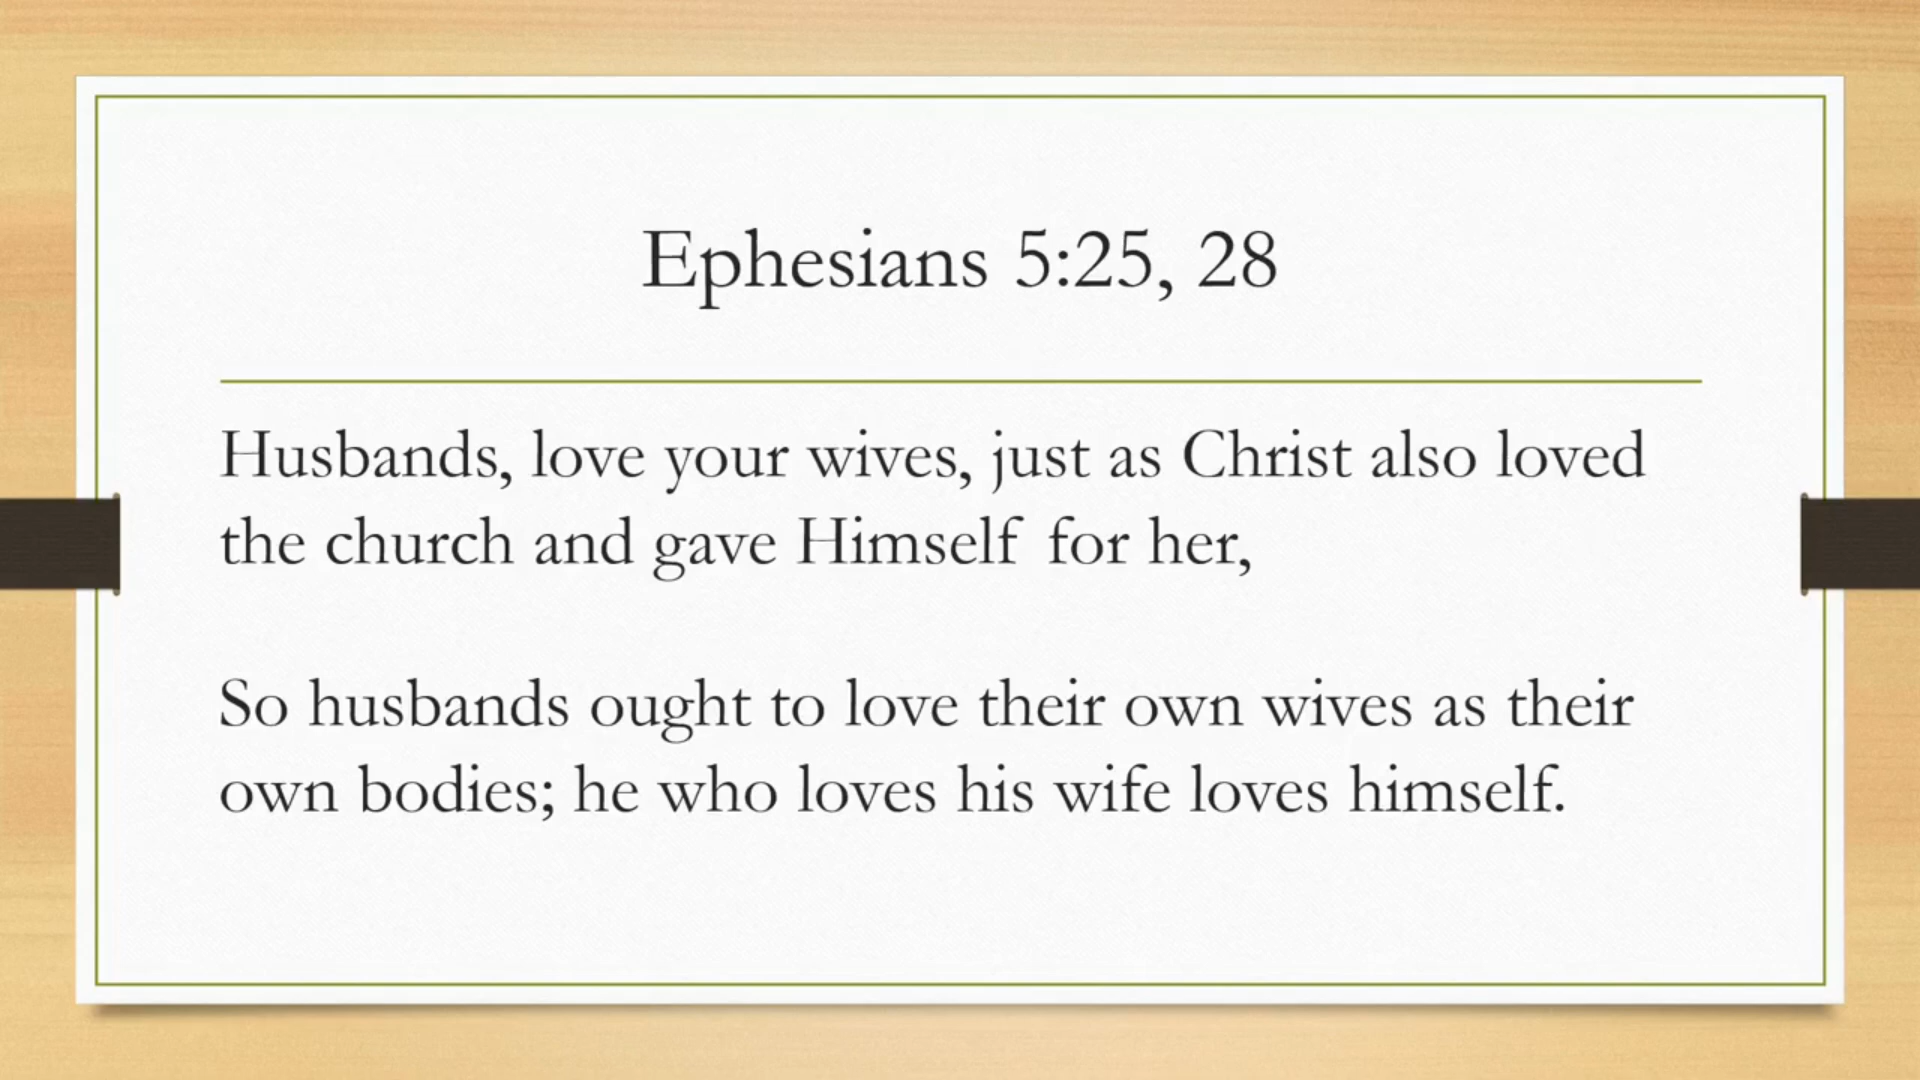 Ephesians 5:25, 28
Husbands, love your wives, just as Christ also loved
the church and gave Himself for her,
So husbands ought to love their own wives as their
own bodies; he who loves his wife loves himself.